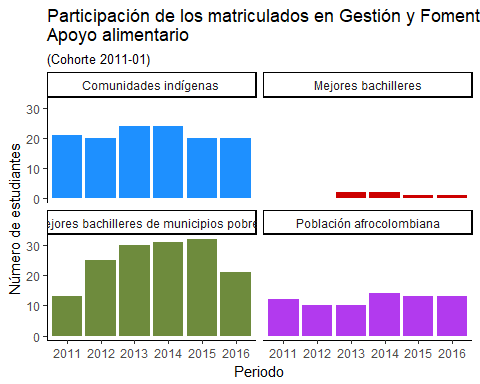 Participación de los matriculados en Gestión y Foment
Apoyo alimentario
(Cohorte 2011-01)
Comunidades indígenas
Mejores bachilleres
30
20
10
0
ejores bachilleres de municipios pobre
Población afrocolombiana
30
20
10
0
2011 2012 2013 2014 2015 2016
2011 2012 2013 2014 2015 2016
Número de estudiantes
Periodo